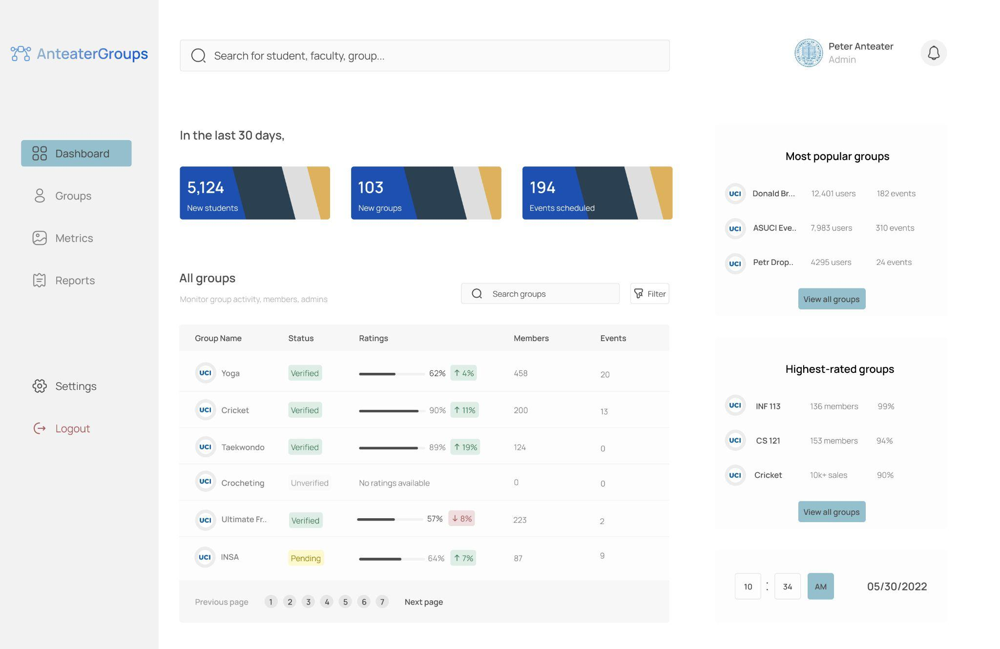 AnteaterGroups
Search for student, faculty, group...
Peter Anteater
Admin
Dashboard
Groups
Metrics
Reports
Settings
Logout
In the last 30 days,
5,124
New students
103
New groups
194
Events scheduled
All groups
Monitor group activity, members, admins
Search groups
Filter
Group Name Status Ratings Members Events
UCI Yoga Verified 62% ↑ 4% 458 20
UCI Cricket Verified 90% ↑ 11% 200 13
UCI Taekwondo Verified 89% ↑ 19% 124 0
UCI Crocheting Unverified No ratings available 0 0
UCI Ultimate Fr.. Verified 57% ↓ 8% 223 2
UCI INSA Pending 64% ↑ 7% 87 9
Previous page 1 2 3 4 5 6 7 Next page
Most popular groups
UCI Donald Br... 12,401 users 182 events
UCI ASUCI Eve.. 7,983 users 310 events
UCI Petr Drop.. 4295 users 24 events
View all groups
Highest-rated groups
UCI INF 113 136 members 99%
UCI CS 121 153 members 94%
UCI Cricket 10k+ sales 90%
View all groups
10 : 34 AM 05/30/2022